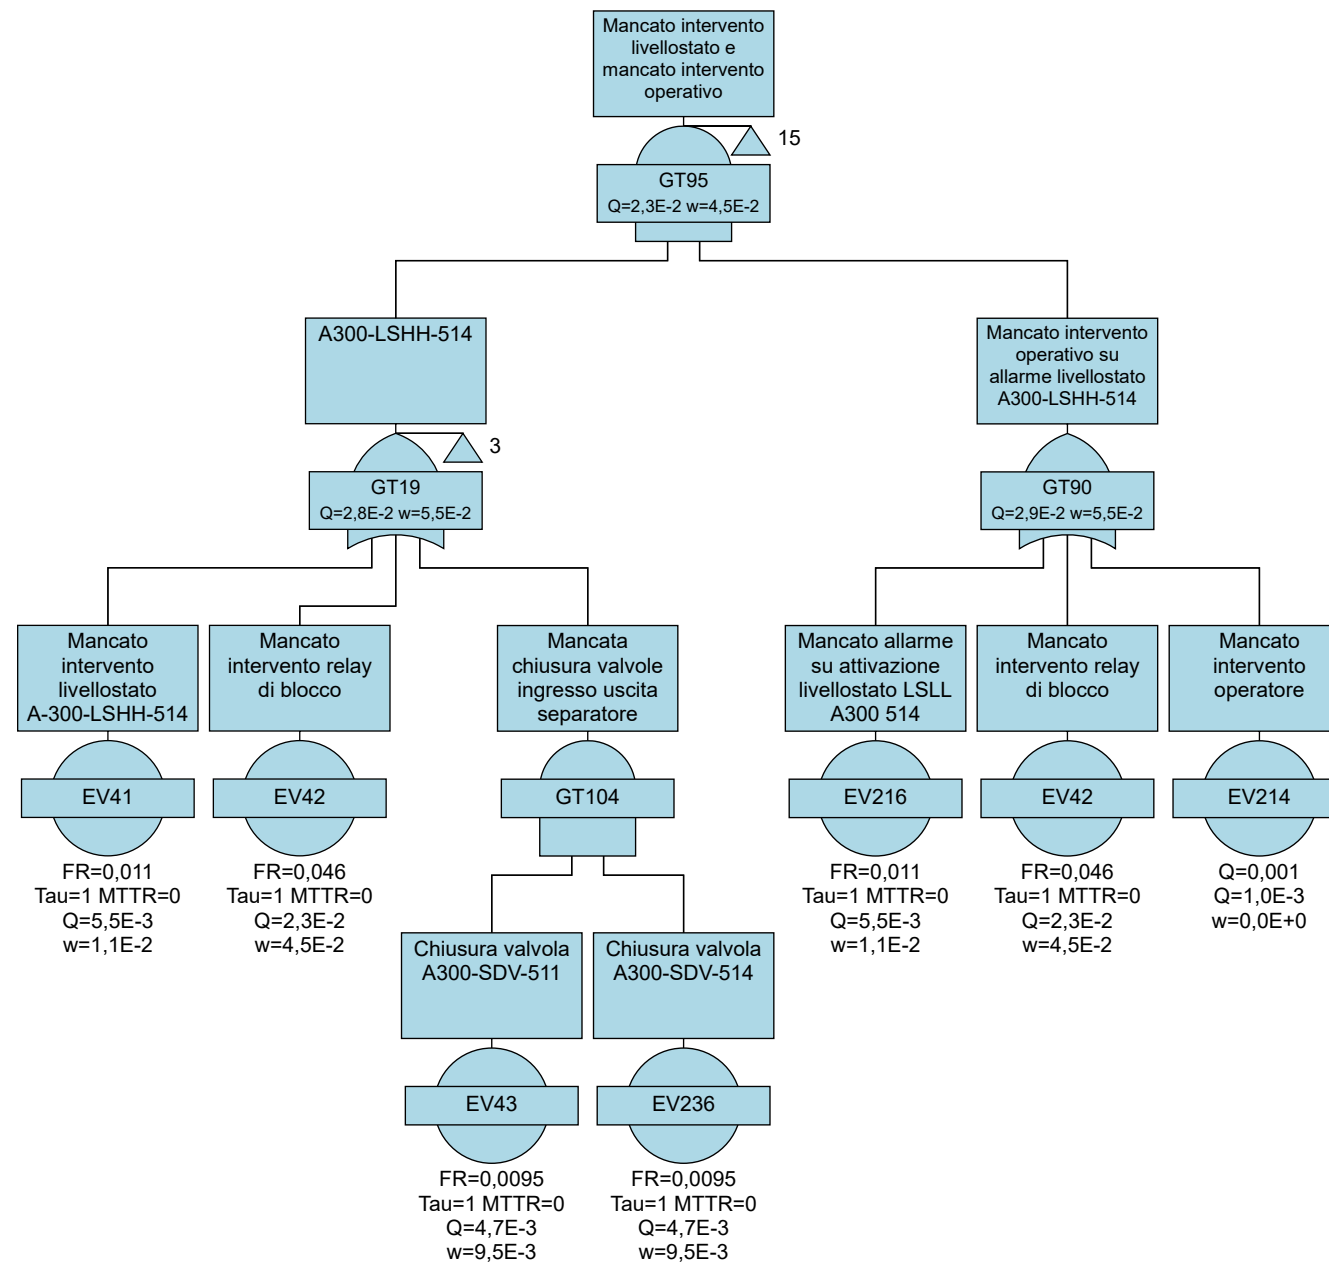 Mancato intervento
livellostato e
mancato intervento
operativo
15
GT95
Q=2,3E-2 w=4,5E-2
A300-LSHH-514
3
GT19
Q=2,8E-2 w=5,5E-2
Mancato intervento
operativo su
allarme livellostato
A300-LSHH-514
GT90
Q=2,9E-2 w=5,5E-2
Mancato
intervento
livellostato
A-300-LSHH-514
EV41
FR=0,011
Tau=1 MTTR=0
Q=5,5E-3
w=1,1E-2
Mancato
intervento relay
di blocco
EV42
FR=0,046
Tau=1 MTTR=0
Q=2,3E-2
w=4,5E-2
Mancata
chiusura valvole
ingresso uscita
separatore
GT104
Mancato allarme
su attivazione
livellostato LSLL
A300 514
EV216
FR=0,011
Tau=1 MTTR=0
Q=5,5E-3
w=1,1E-2
Mancato
intervento relay
di blocco
EV42
FR=0,046
Tau=1 MTTR=0
Q=2,3E-2
w=4,5E-2
Mancato
intervento
operatore
EV214
Q=0,001
Q=1,0E-3
w=0,0E+0
Chiusura valvola
A300-SDV-511
EV43
FR=0,0095
Tau=1 MTTR=0
Q=4,7E-3
w=9,5E-3
Chiusura valvola
A300-SDV-514
EV236
FR=0,0095
Tau=1 MTTR=0
Q=4,7E-3
w=9,5E-3